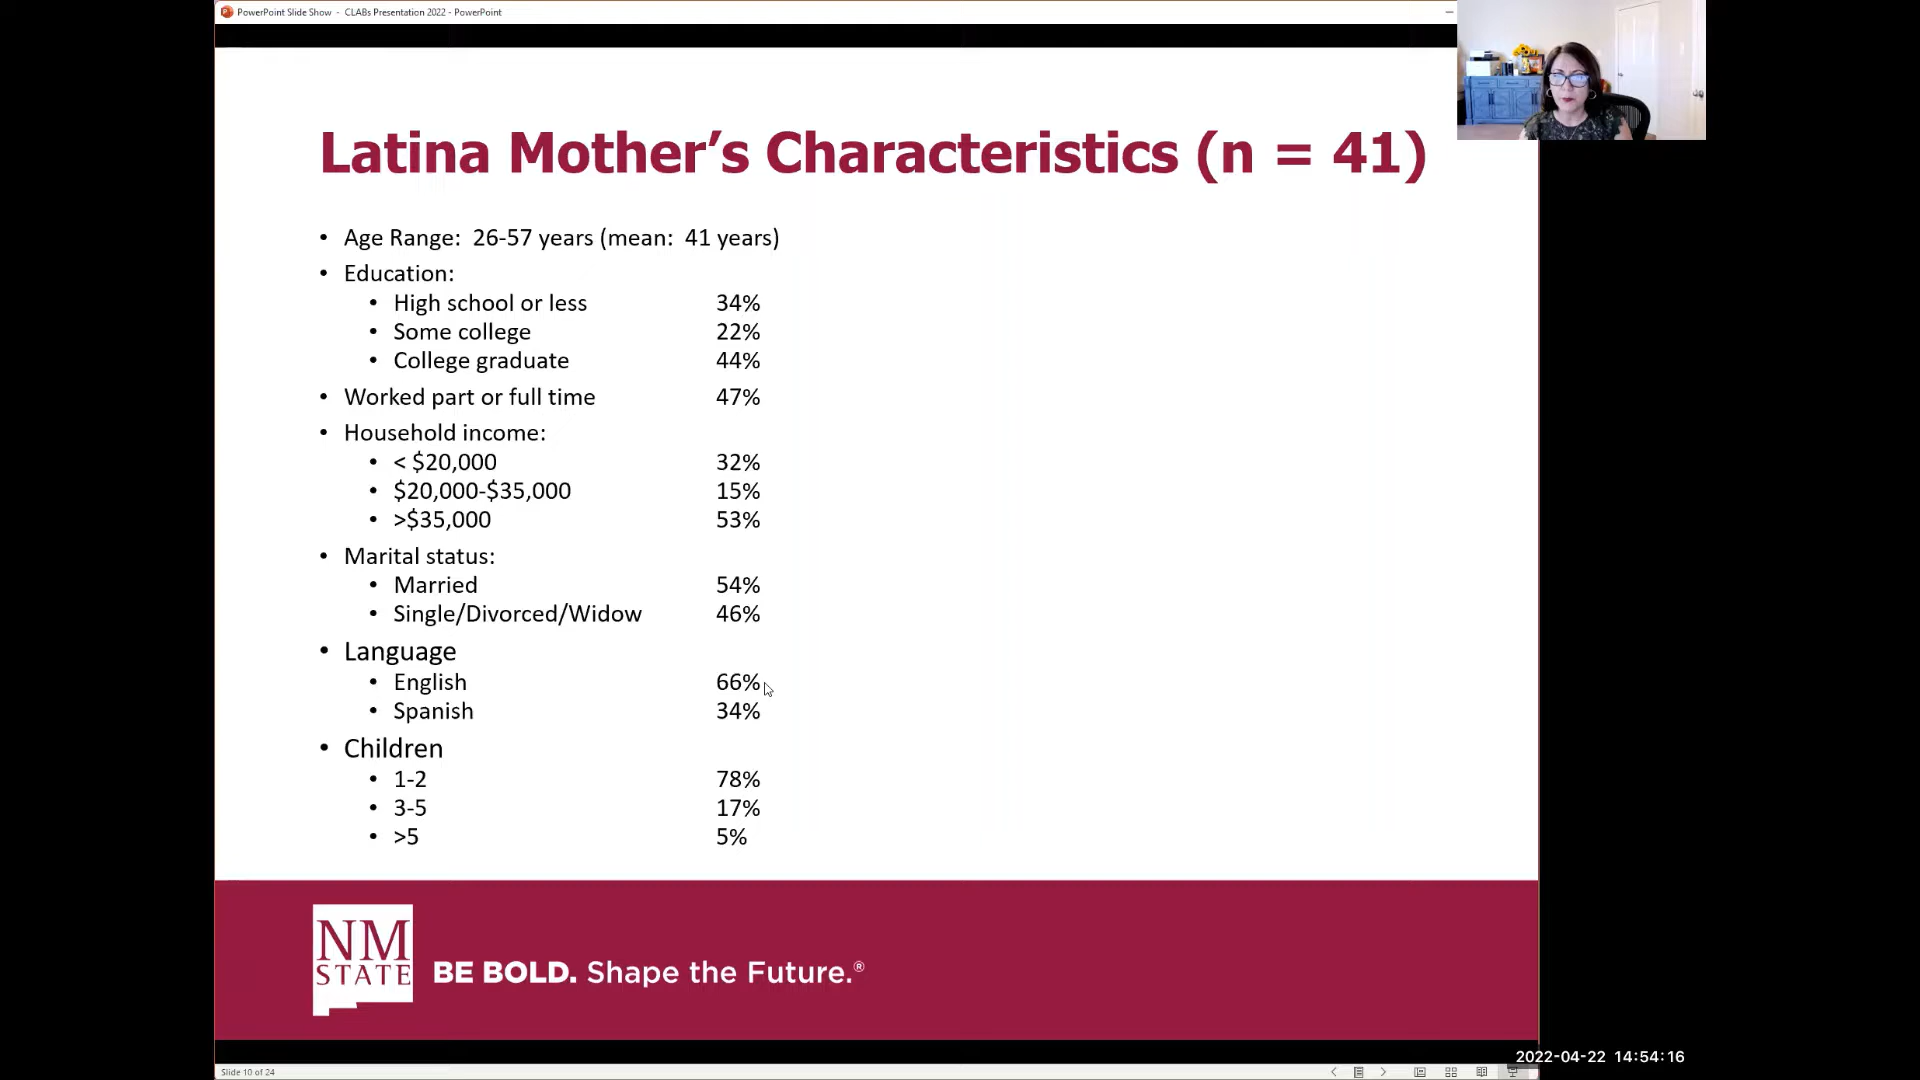 PowerPoint Slide Show - CLABs Presentation 2022 - PowerPoint
Latina Mother’s Characteristics (n = 41)
• Age Range: 26-57 years (mean: 41 years)
• Education:
• High school or less 34%
• Some college 22%
• College graduate 44%
• Worked part or full time 47%
• Household income:
• < $20,000 32%
• $20,000-$35,000 15%
• >$35,000 53%
• Marital status:
• Married 54%
• Single/Divorced/Widow 46%
• Language
• English 66%
• Spanish 34%
• Children
• 1-2 78%
• 3-5 17%
• >5 5%
NM
STATE
BE BOLD. Shape the Future.®
2022-04-22 14:54:16
Slide 10 of 24